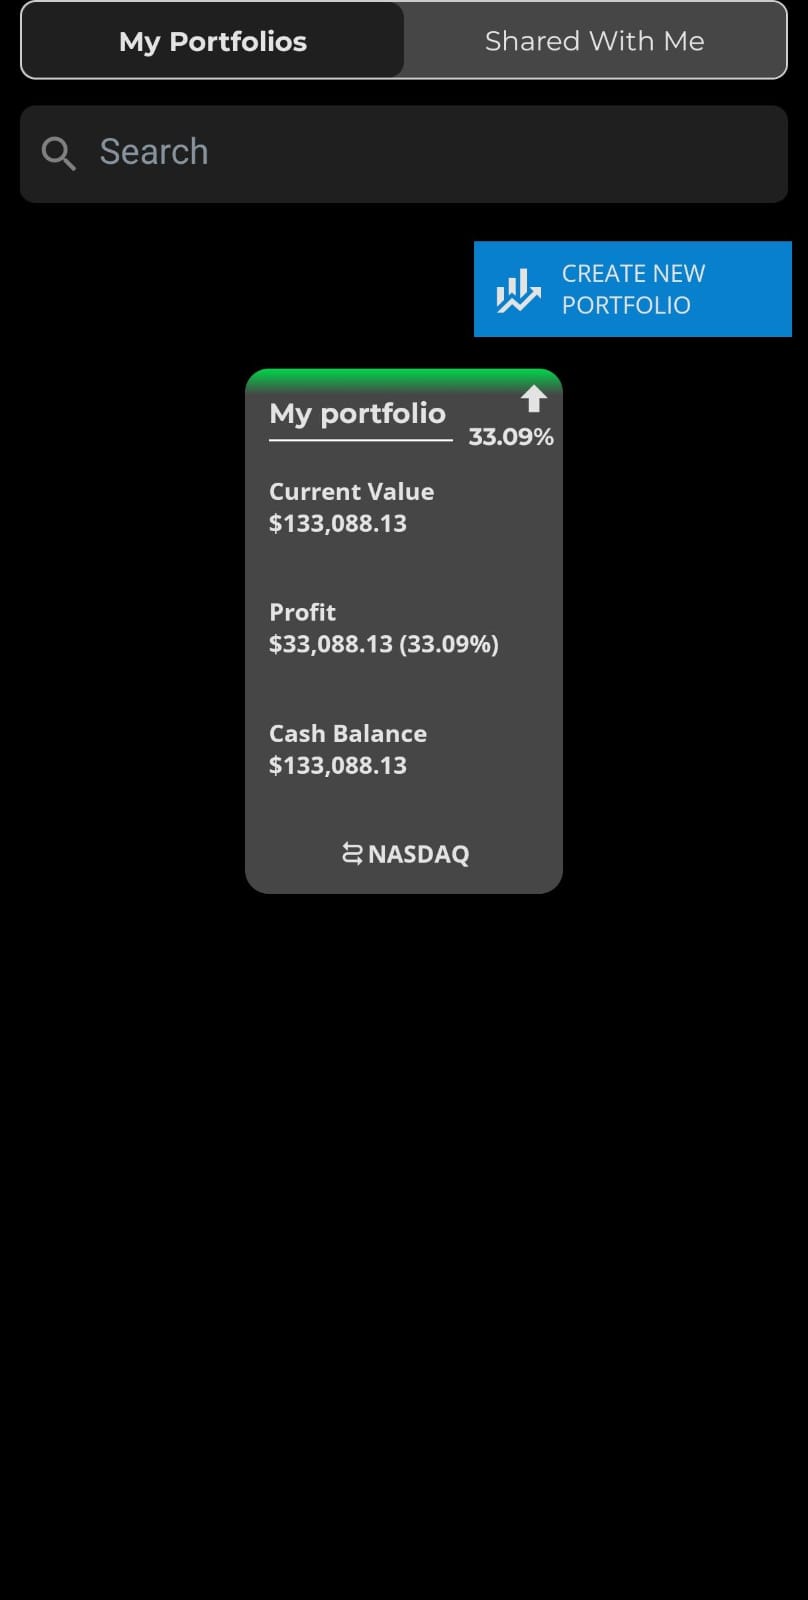 My Portfolios
Shared With Me
Search
CREATE NEW
PORTFOLIO
My portfolio
33.09%
Current Value
$133,088.13
Profit
$33,088.13 (33.09%)
Cash Balance
$133,088.13
NASDAQ